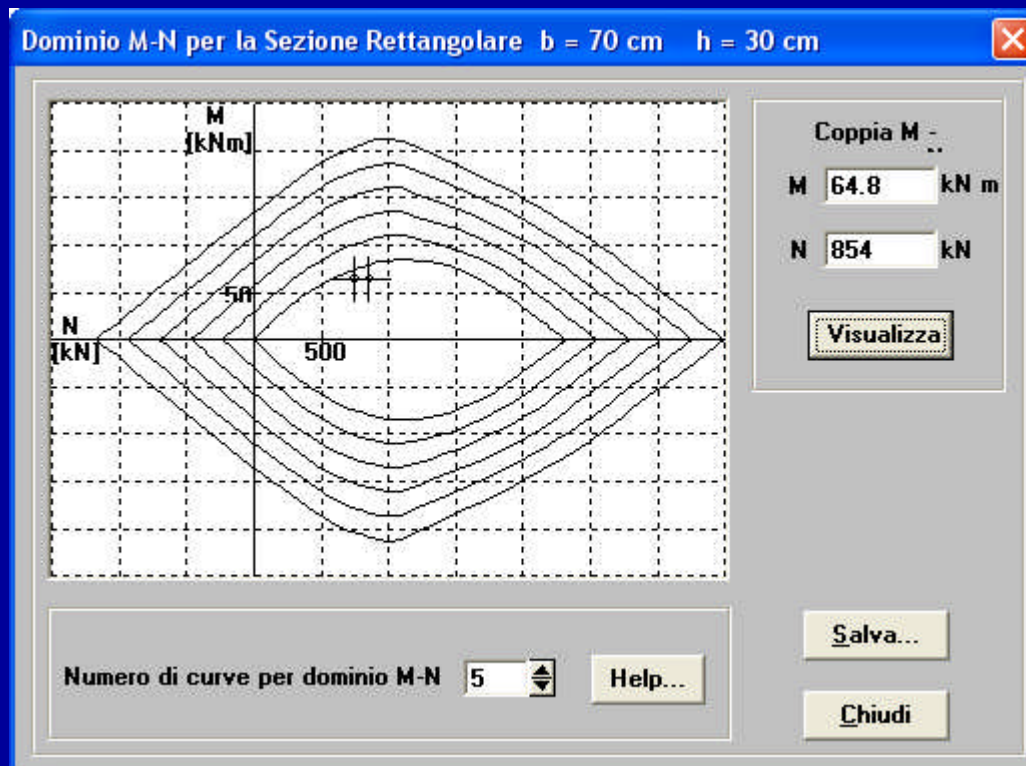 Dominio M-N per la Sezione Rettangolare b = 70 cm h = 30 cm
M
[kNm]
50
N
[kN]
500
Coppia M -
M 64.8 kN m
N 854 kN
Visualizza
Numero di curve per dominio M-N 5 Help...
Salva...
Chiudi